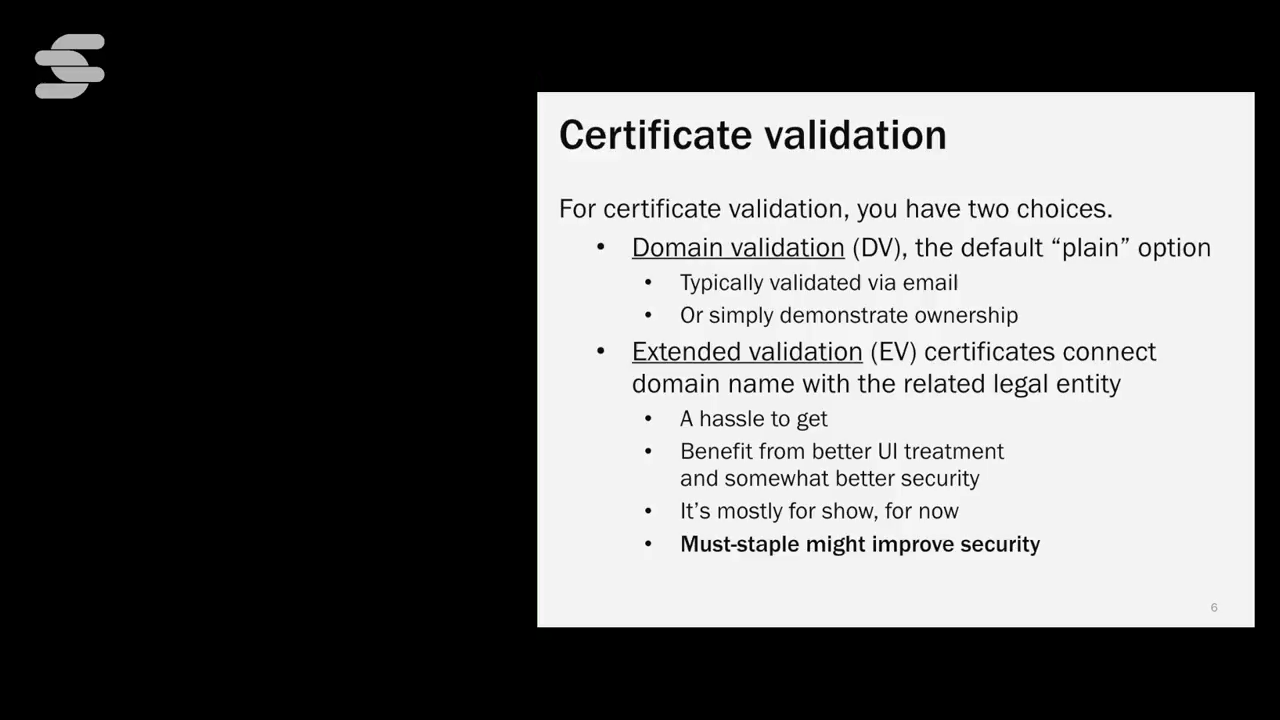 Certificate validation
For certificate validation, you have two choices.
• Domain validation (DV), the default “plain” option
• Typically validated via email
• Or simply demonstrate ownership
• Extended validation (EV) certificates connect
domain name with the related legal entity
• A hassle to get
• Benefit from better UI treatment
and somewhat better security
• It’s mostly for show, for now
• Must-staple might improve security
6